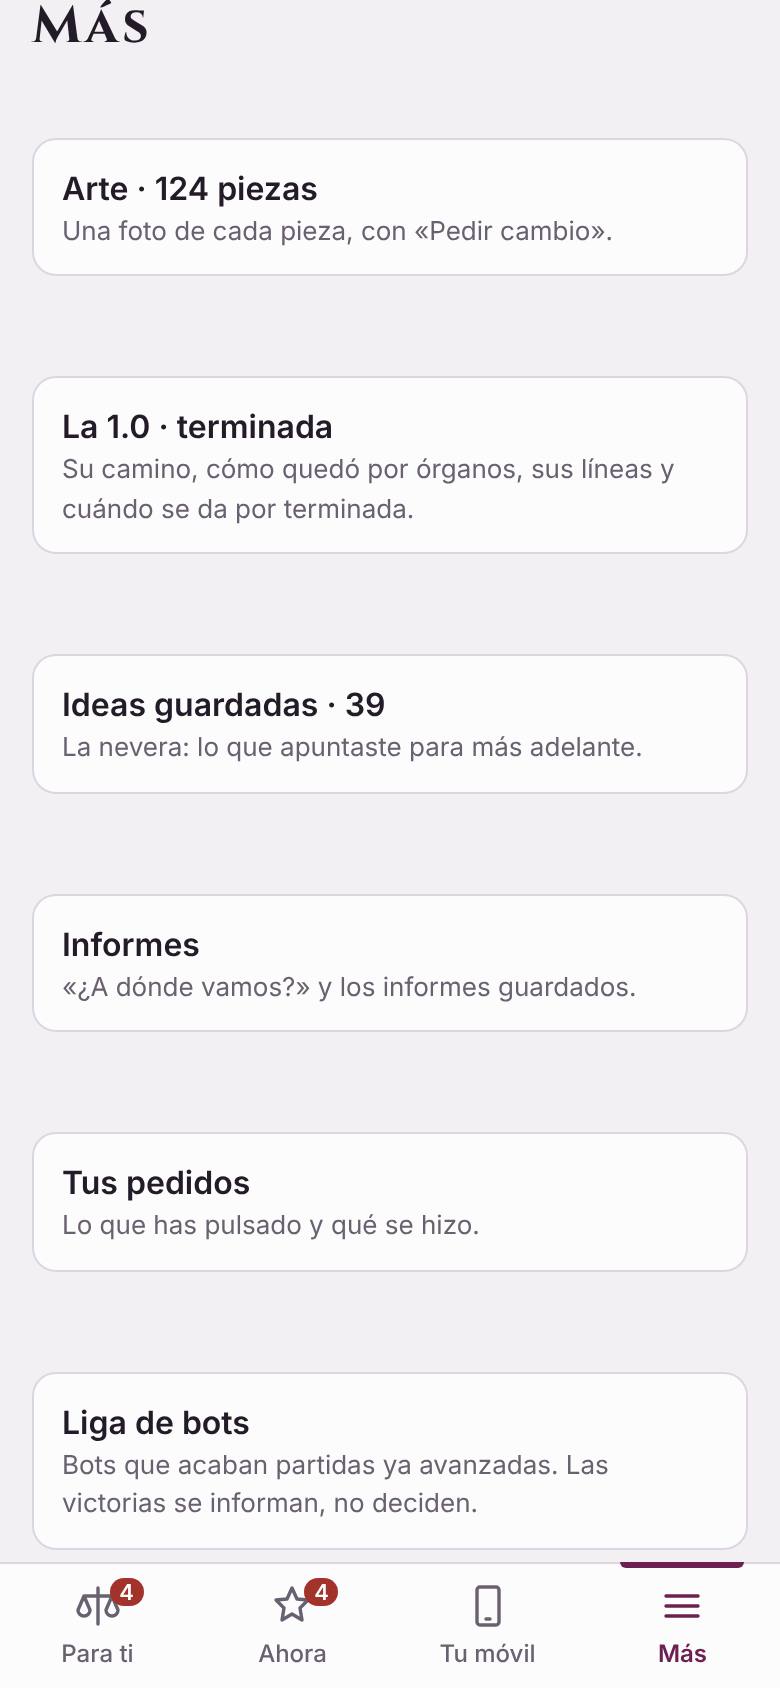 Más
Arte · 124 piezas
Una foto de cada pieza, con «Pedir cambio».
La 1.0 · terminada
Su camino, cómo quedó por órganos, sus líneas y
cuándo se da por terminada.
Ideas guardadas · 39
La nevera: lo que apuntaste para más adelante.
Informes
«¿A dónde vamos?» y los informes guardados.
Tus pedidos
Lo que has pulsado y qué se hizo.
Liga de bots
Bots que acaban partidas ya avanzadas. Las
victorias se informan, no deciden.
4
4
Para ti
Ahora
Tu móvil
Más